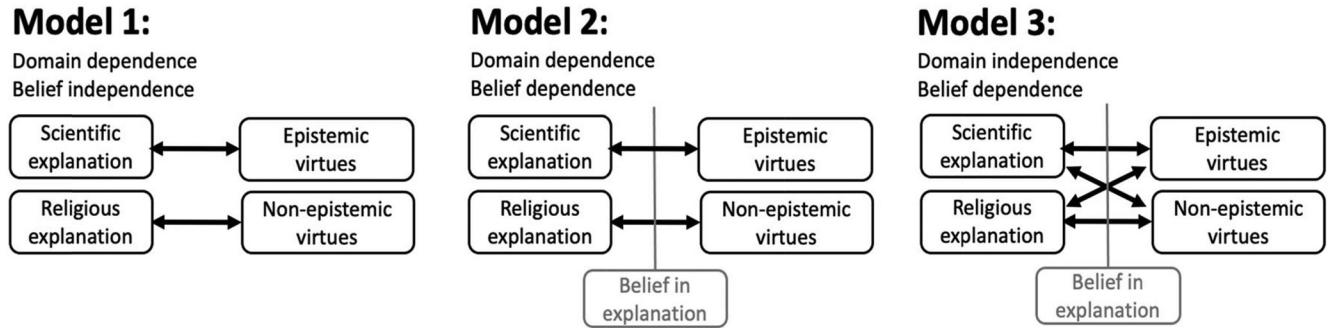 Model 1:
Domain dependence
Belief independence
Scientific
explanation
Epistemic
virtues
Religious
explanation
Non-epistemic
virtues
Model 2:
Domain dependence
Belief dependence
Scientific
explanation
Epistemic
virtues
Religious
explanation
Non-epistemic
virtues
Belief in
explanation
Model 3:
Domain independence
Belief dependence
Scientific
explanation
Epistemic
virtues
Religious
explanation
Non-epistemic
virtues
Belief in
explanation